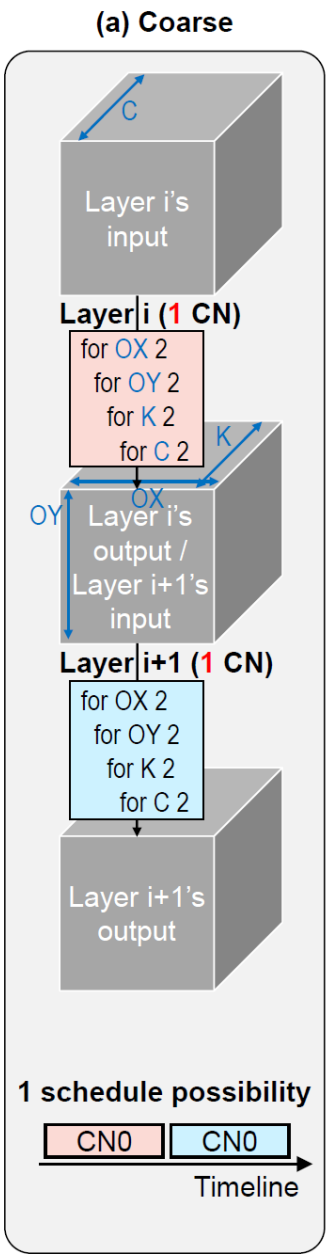 (a) Coarse
C
Layer i's
input
Layer i (1 CN)
for OX 2
for OY 2
for K 2
for C 2
K
OX
OY
Layer i's
output /
Layer i+1's
input
Layer i+1 (1 CN)
for OX 2
for OY 2
for K 2
for C 2
Layer i+1's
output
1 schedule possibility
CN0 CN0
Timeline